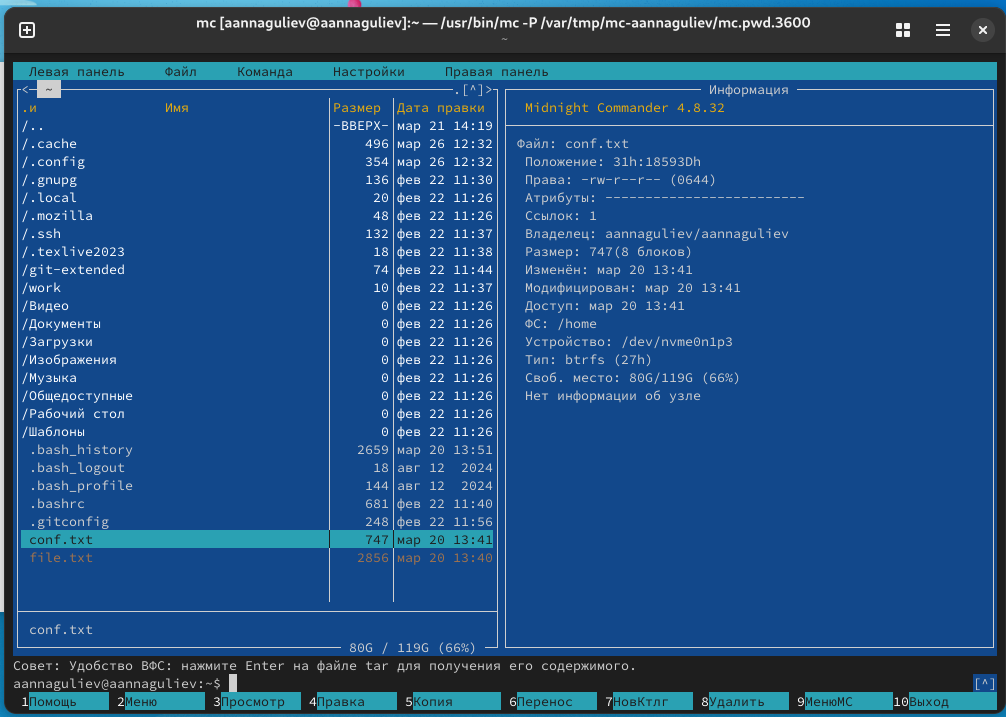 mc [aannaguliev@aannaguliev]:~ — /usr/bin/mc -P /var/tmp/mc-aannaguliev/mc.pwd.3600
~
Левая панель Файл Команда Настройки Правая панель
<─ ~ ─.[^]>
.и Имя Размер Дата правки
/.. -ВВЕРХ- мар 21 14:19
/.cache 496 мар 26 12:32
/.config 354 мар 26 12:32
/.gnupg 136 фев 22 11:30
/.local 20 фев 22 11:26
/.mozilla 48 фев 22 11:26
/.ssh 132 фев 22 11:37
/.texlive2023 18 фев 22 11:38
/git-extended 74 фев 22 11:44
/work 10 фев 22 11:37
/Видео 0 фев 22 11:26
/Документы 0 фев 22 11:26
/Загрузки 0 фев 22 11:26
/Изображения 0 фев 22 11:26
/Музыка 0 фев 22 11:26
/Общедоступные 0 фев 22 11:26
/Рабочий стол 0 фев 22 11:26
/Шаблоны 0 фев 22 11:26
.bash_history 2659 мар 20 13:51
.bash_logout 18 авг 12 2024
.bash_profile 144 авг 12 2024
.bashrc 681 фев 22 11:40
.gitconfig 248 фев 22 11:56
conf.txt 747 мар 20 13:41
file.txt 2856 мар 20 13:40
conf.txt
80G / 119G (66%)
Информация
Midnight Commander 4.8.32
Файл: conf.txt
Положение: 31h:18593Dh
Права: -rw-r--r-- (0644)
Атрибуты: -------------------------
Ссылок: 1
Владелец: aannaguliev/aannaguliev
Размер: 747(8 блоков)
Изменён: мар 20 13:41
Модифицирован: мар 20 13:41
Доступ: мар 20 13:41
ФС: /home
Устройство: /dev/nvme0n1p3
Тип: btrfs (27h)
Своб. место: 80G/119G (66%)
Нет информации об узле
Совет: Удобство ВФС: нажмите Enter на файле tar для получения его содержимого.
aannaguliev@aannaguliev:~$ [^]
1Помощь 2Меню 3Просмотр 4Правка 5Копия 6Перенос 7НовКтлг 8Удалить 9МенюМС 10Выход